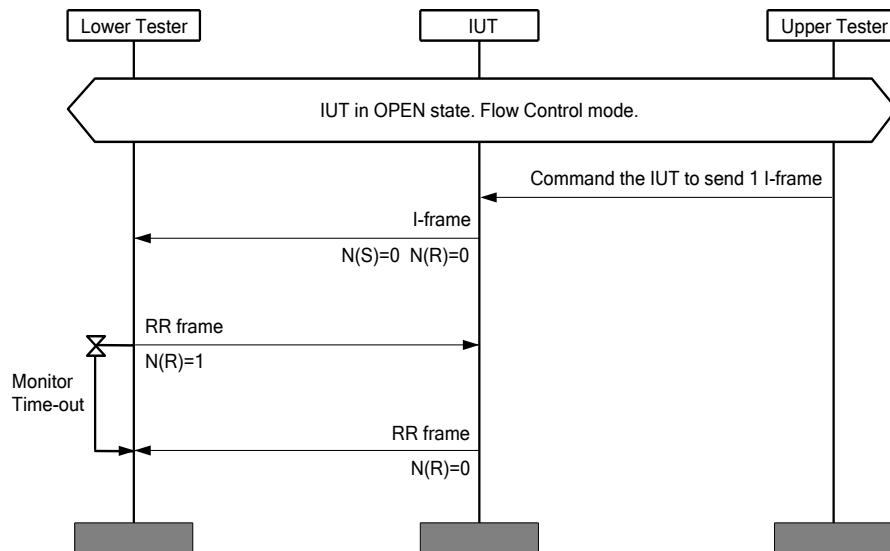 Lower Tester
IUT
Upper Tester
IUT in OPEN state. Flow Control mode.
Command the IUT to send 1 I-frame
I-frame
N(S)=0 N(R)=0
RR frame
N(R)=1
Monitor
Time-out
RR frame
N(R)=0